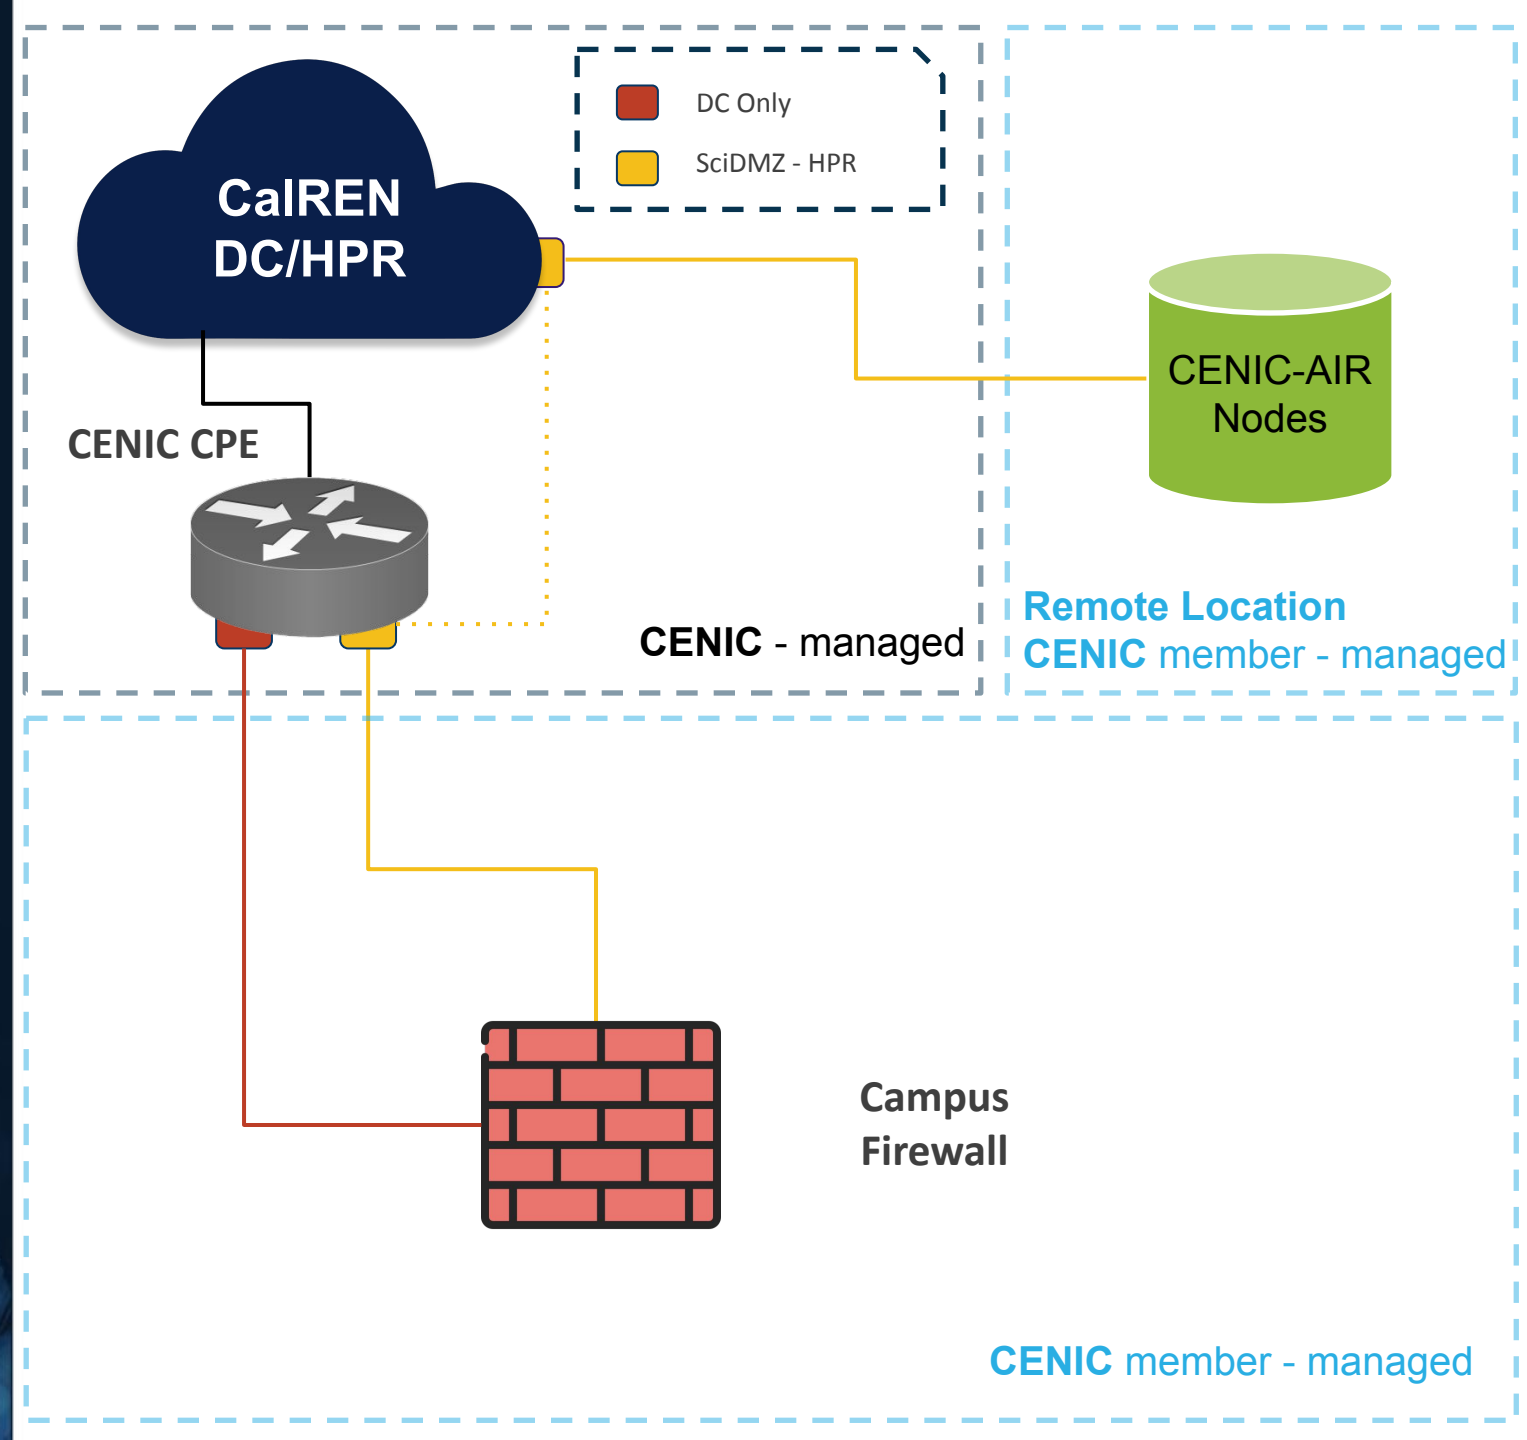 CalREN
DC/HPR
DC Only
SciDMZ - HPR
CENIC-AIR
Nodes
CENIC CPE
CENIC - managed
Remote Location
CENIC member - managed
Campus
Firewall
CENIC member - managed